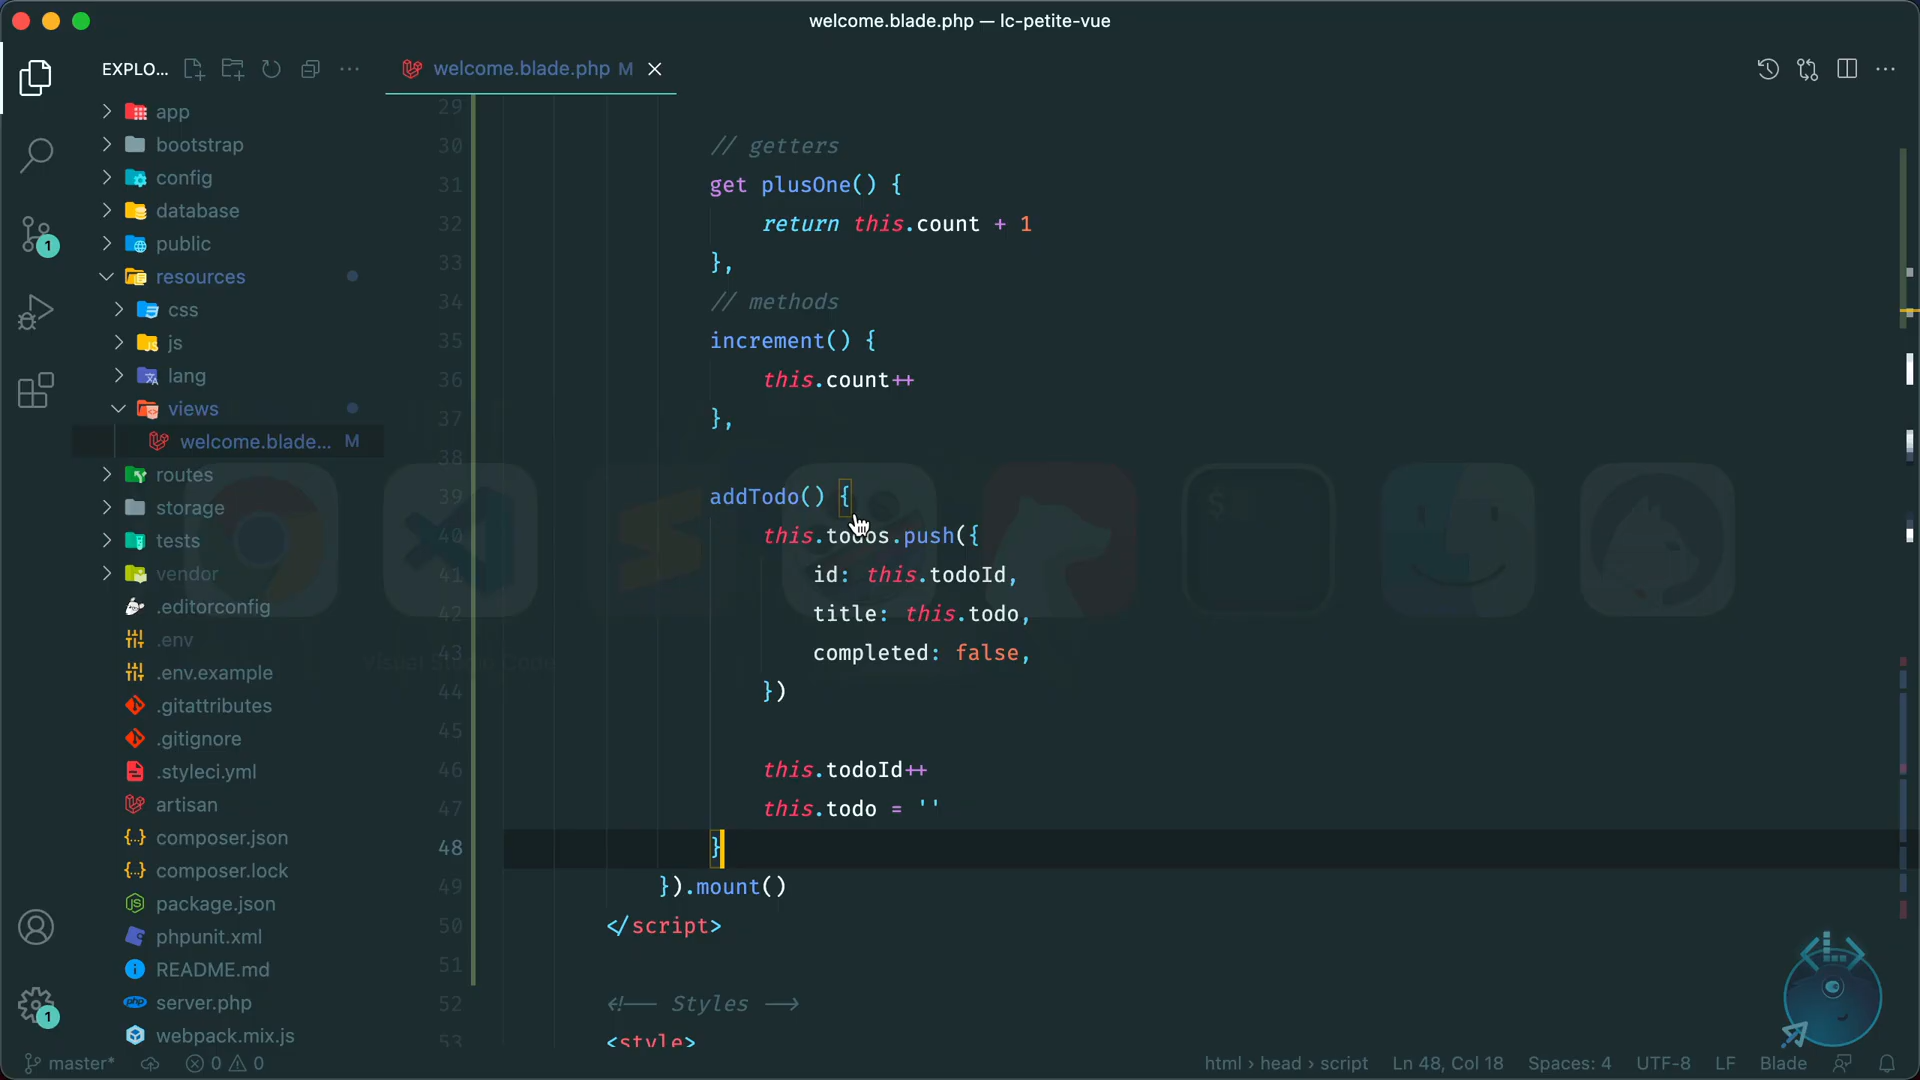 welcome.blade.php — lc-petite-vue
EXPLO...
welcome.blade.php M
app
bootstrap
config
database
public
resources
css
js
lang
views
welcome.blade... M
routes
storage
tests
vendor
.editorconfig
.env
.env.example
.gitattributes
.gitignore
.styleci.yml
artisan
composer.json
composer.lock
package.json
phpunit.xml
README.md
server.php
webpack.mix.js
29
30 // getters
31 get plusOne() {
32 return this.count + 1
33 },
34 // methods
35 increment() {
36 this.count++
37 },
38
39 addTodo() {
40 this.todos.push({
41 id: this.todoId,
42 title: this.todo,
43 completed: false,
44 })
45
46 this.todoId++
47 this.todo = ''
48 }
49 }).mount()
50 </script>
51
52 <!-- Styles -->
53 <style>
Visual Studio Code
1
1
master* 0 0
html › head › script Ln 48, Col 18 Spaces: 4 UTF-8 LF Blade